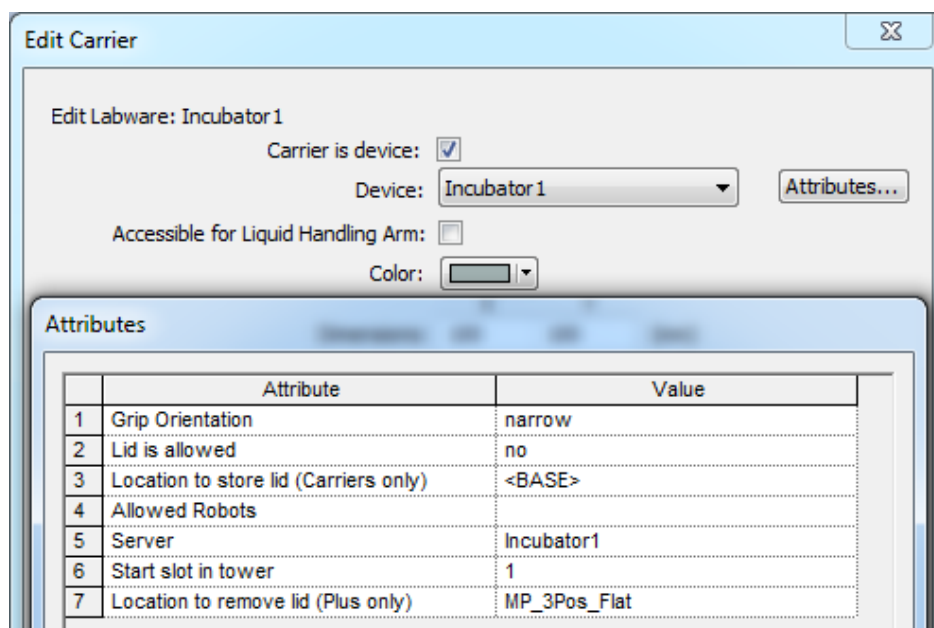 Edit Carrier
Edit Labware: Incubator1
Carrier is device:
Device: Incubator1 Attributes...
Accessible for Liquid Handling Arm:
Color:
Attributes
Attribute Value
1 Grip Orientation narrow
2 Lid is allowed no
3 Location to store lid (Carriers only) <BASE>
4 Allowed Robots
5 Server Incubator1
6 Start slot in tower 1
7 Location to remove lid (Plus only) MP_3Pos_Flat